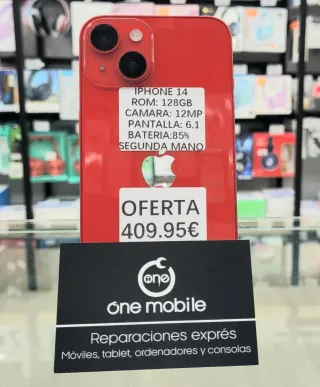 IPHONE 14
ROM: 128GB
CAMARA: 12MP
PANTALLA: 6.1
BATERIA:85%
SEGUNDA MANO
OFERTA
409.95€
one
óne mobile
Reparaciones exprés
Móviles, tablet, ordenadores y consolas